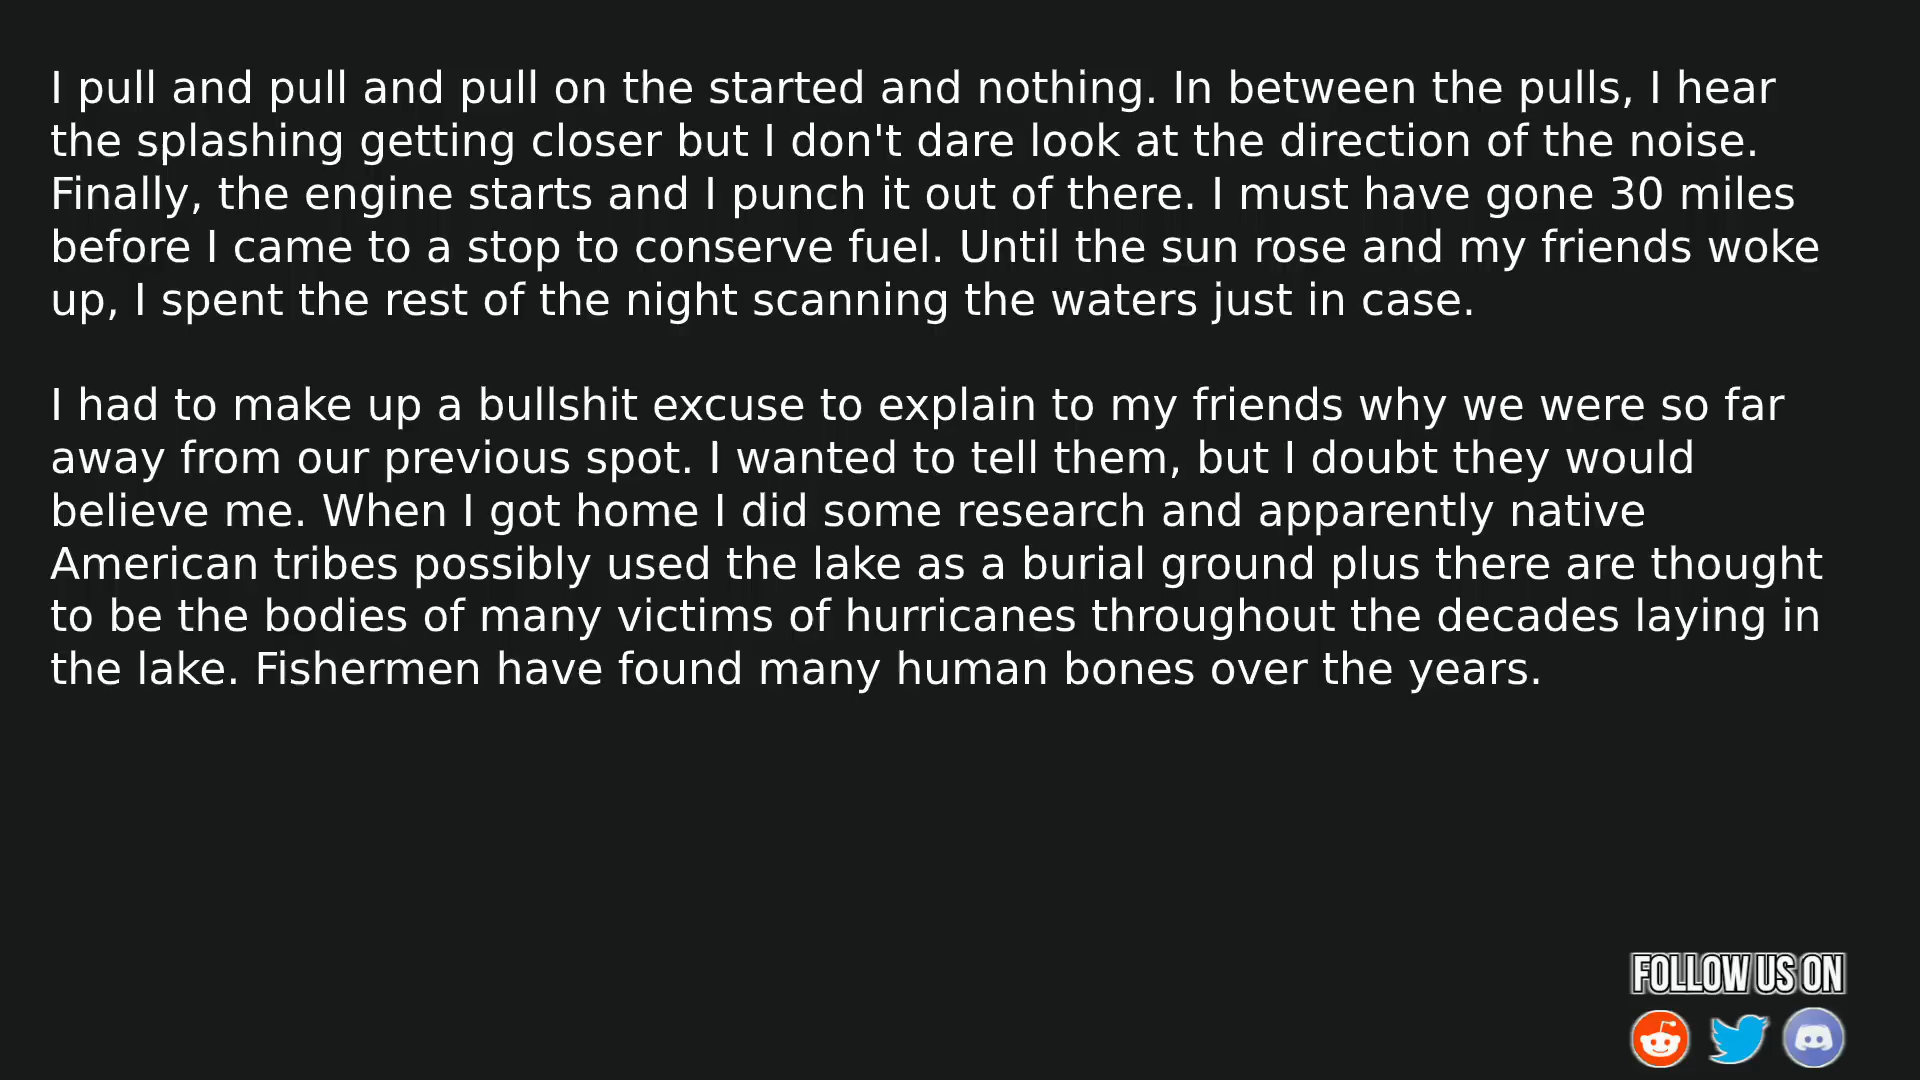 I pull and pull and pull on the started and nothing. In between the pulls, I hear
the splashing getting closer but I don't dare look at the direction of the noise.
Finally, the engine starts and I punch it out of there. I must have gone 30 miles
before I came to a stop to conserve fuel. Until the sun rose and my friends woke
up, I spent the rest of the night scanning the waters just in case.
I had to make up a bullshit excuse to explain to my friends why we were so far
away from our previous spot. I wanted to tell them, but I doubt they would
believe me. When I got home I did some research and apparently native
American tribes possibly used the lake as a burial ground plus there are thought
to be the bodies of many victims of hurricanes throughout the decades laying in
the lake. Fishermen have found many human bones over the years.
FOLLOW US ON